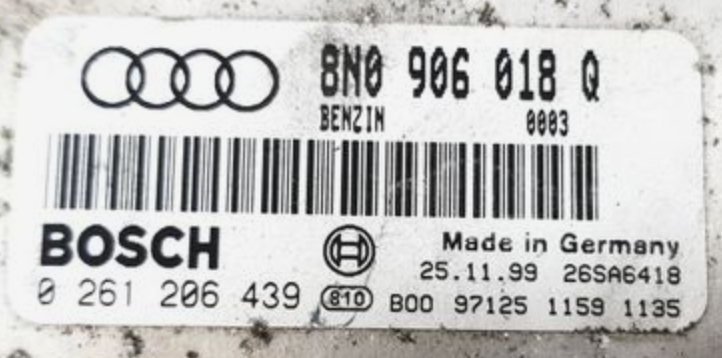 8N0 906 018 Q
BENZIN 0003
BOSCH
Made in Germany
25.11.99 26SA6418
0 261 206 439 810 B00 97125 1159 1135